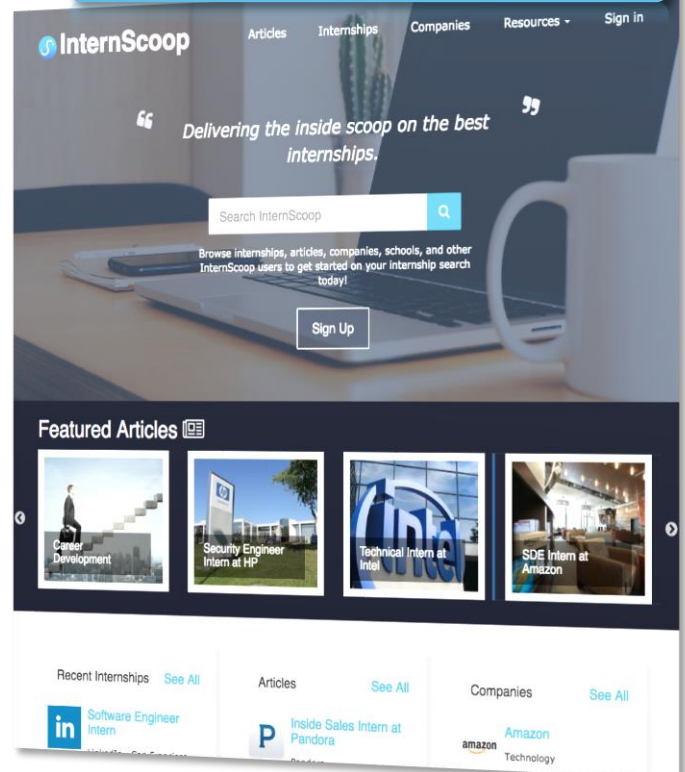 InternScoop
Articles
Internships
Companies
Resources
Sign in
“
Delivering the inside scoop on the best
”
internships.
Search InternScoop
Browse internships, articles, companies, schools, and other
InternScoop users to get started on your internship search
today!
Sign Up
Featured Articles
Career
Development
hp
Security Engineer
Intern at HP
intel
Technical Intern at
Intel
SDE Intern at
Amazon
Recent Internships See All
in
Software Engineer
Intern
Articles See All
P
Inside Sales Intern at
Pandora
Companies See All
amazon
Amazon
Technology